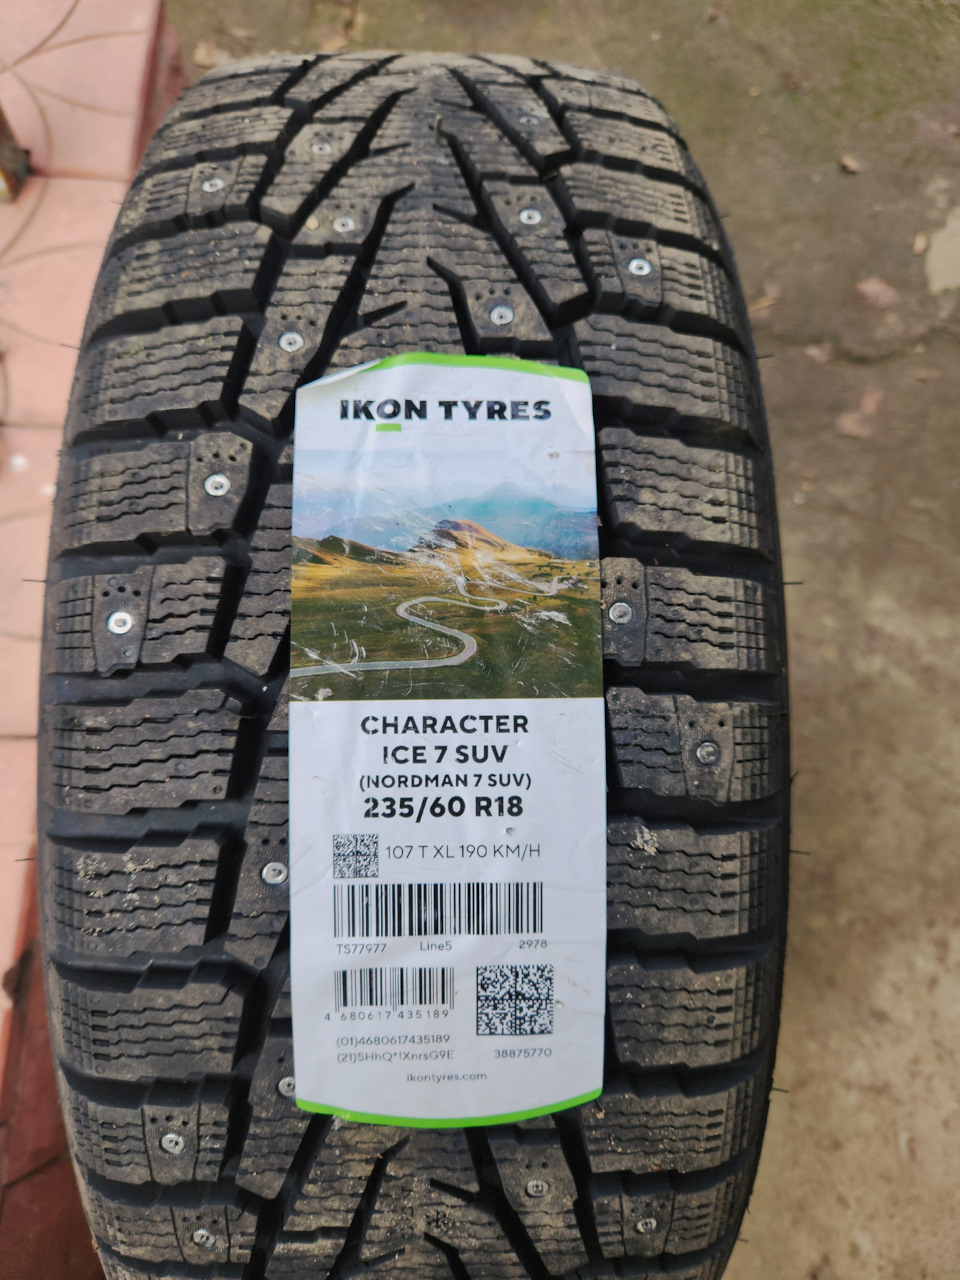 IKON TYRES
CHARACTER
ICE 7 SUV
(NORDMAN 7 SUV)
235/60 R18
107 T XL 190 KM/H
TS77977 Line5 2978
4 680617 435189
(01)4680617435189
(21)5HhQ*!XnrsG9E 38875770
ikontyres.com